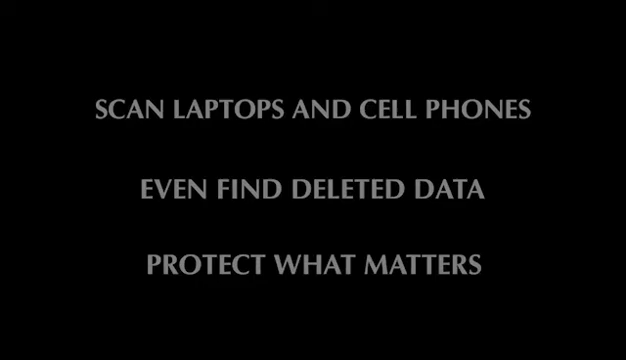 SCAN LAPTOPS AND CELL PHONES
EVEN FIND DELETED DATA
PROTECT WHAT MATTERS